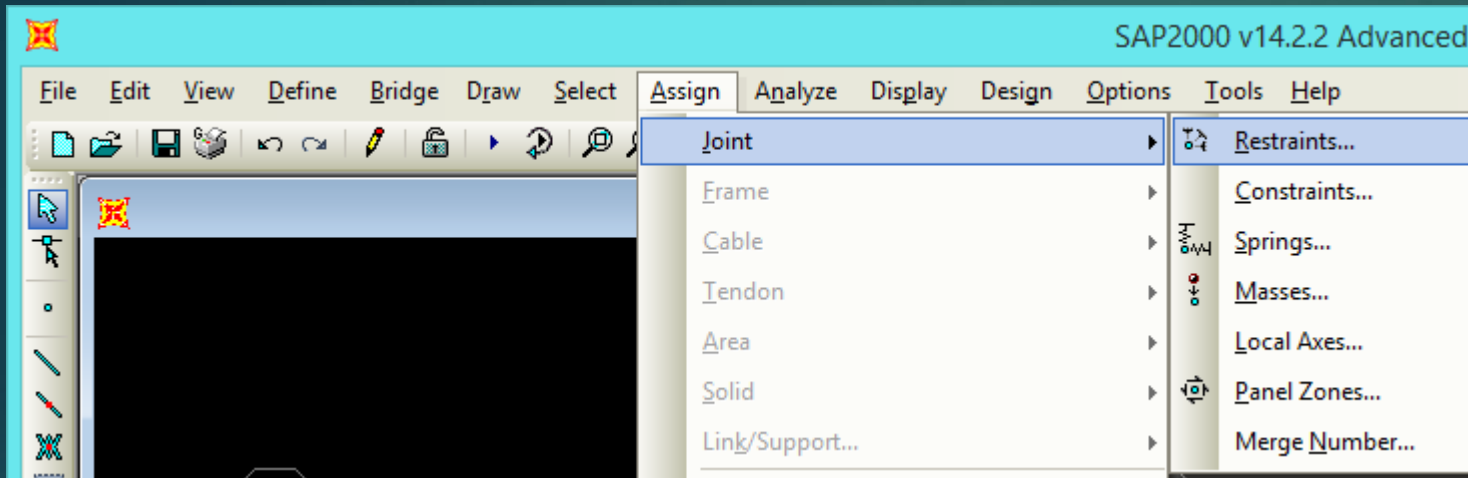 SAP2000 v14.2.2 Advanced
File Edit View Define Bridge Draw Select Assign Analyze Display Design Options Tools Help
Joint
Restraints...
Frame
Constraints...
Cable
Springs...
Tendon
Masses...
Area
Local Axes...
Solid
Panel Zones...
Link/Support...
Merge Number...